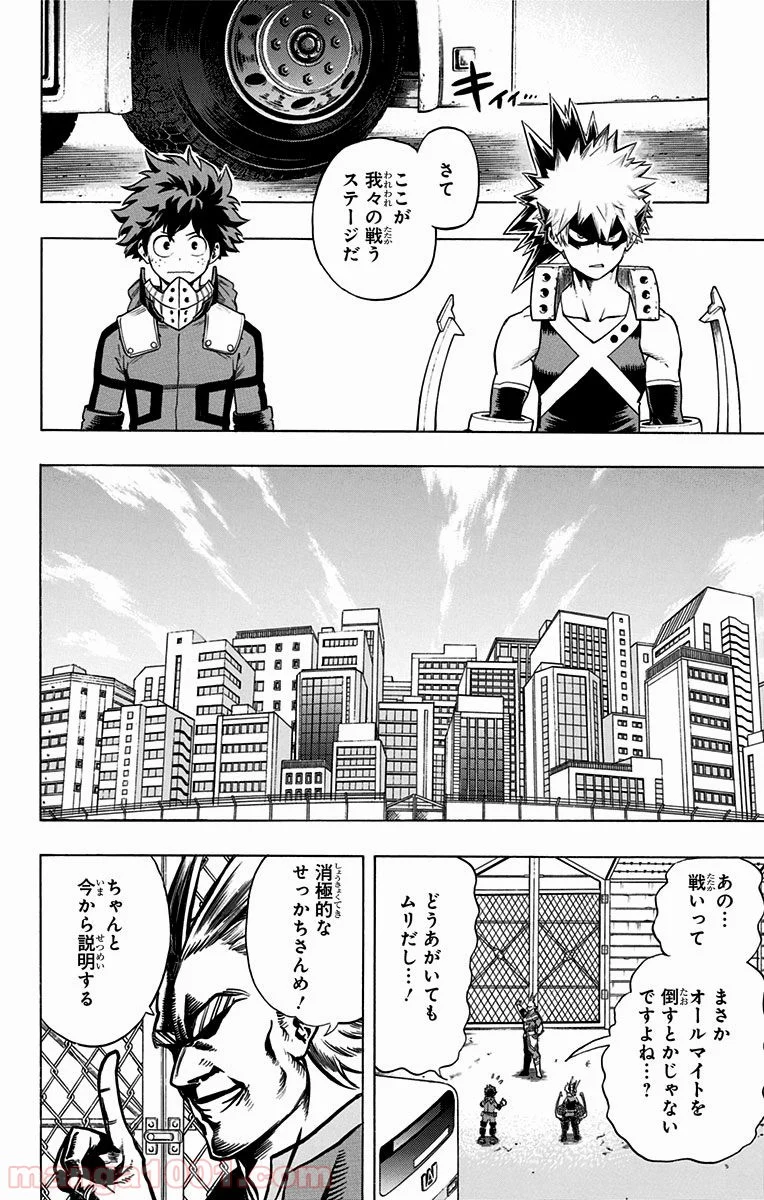 キイイ…
さて
ここが
我々の戦う
ステージだ
あの…
戦いって
まさか
オールマイトを
倒すとかじゃない
ですよね…?
どうあがいても
ムリだし…!
消極的な
せっかちさんめ!
ちゃんと
今から説明する
manga1001.com